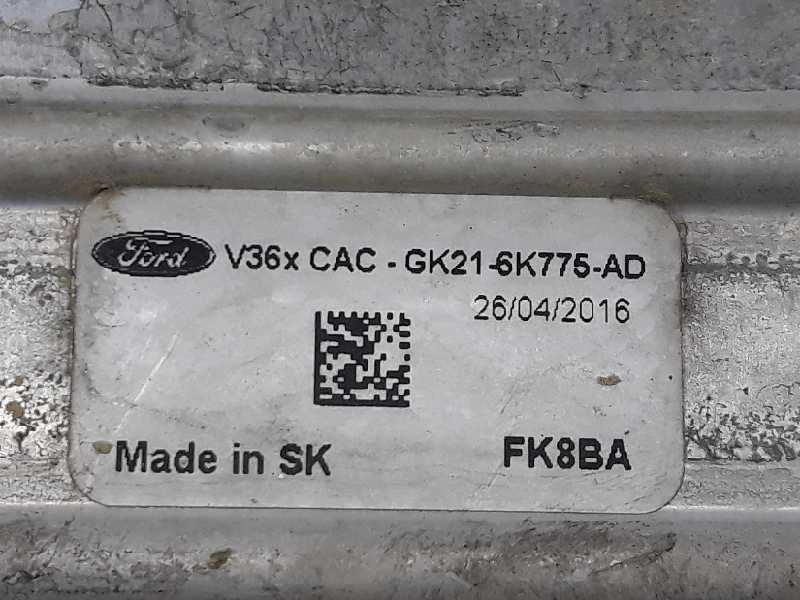 Ford V36x CAC - GK21-6K775-AD
26/04/2016
Made in SK FK8BA